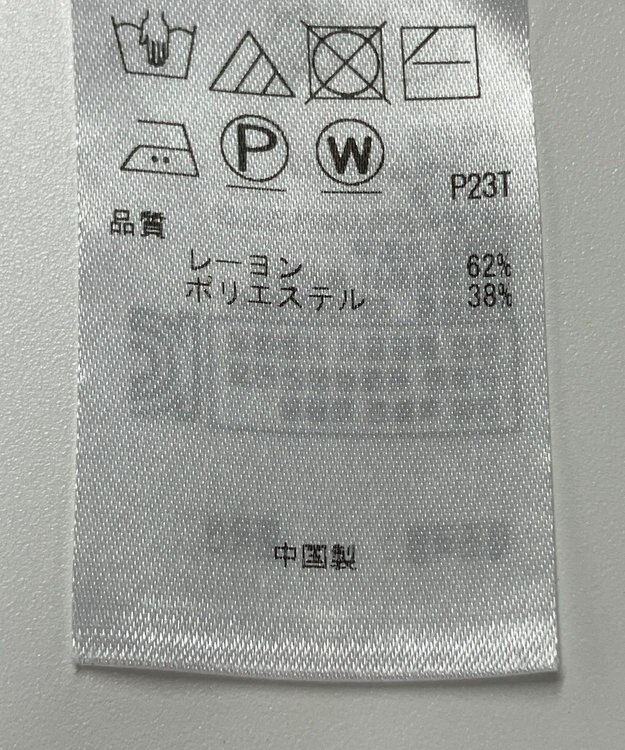 P W
P23T
品質
レーヨン 62%
ポリエステル 38%
中国製